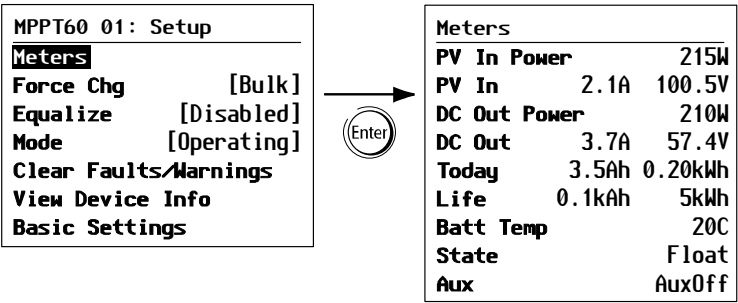 MPPT60 01: Setup
Meters
Force Chg [Bulk]
Equalize [Disabled]
Mode [Operating]
Clear Faults/Warnings
View Device Info
Basic Settings
Enter
Meters
PV In Power 215W
PV In 2.1A 100.5V
DC Out Power 210W
DC Out 3.7A 57.4V
Today 3.5Ah 0.20kWh
Life 0.1kAh 5kWh
Batt Temp 20C
State Float
Aux AuxOff